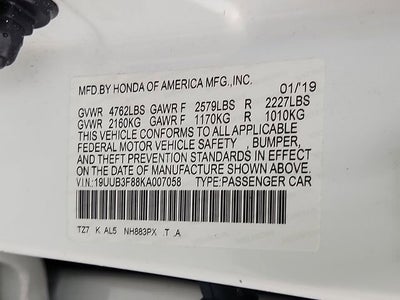 MFD.BY HONDA OF AMERICA MFG.,INC. 01/'19
GVWR 4762LBS GAWR F 2579LBS R 2227LBS
GVWR 2160KG GAWR F 1170KG R 1010KG
THIS VEHICLE CONFORMS TO ALL APPLICABLE
FEDERAL MOTOR VEHICLE SAFETY , BUMPER,
AND THEFT PREVENTION STANDARDS IN EFFECT
ON THE DATE OF MANUFACTURE SHOWN ABOVE.
V.I.N.:19UUB3F88KA007058 TYPE:PASSENGER CAR
TZ7 K AL5 NH883PX .T .A